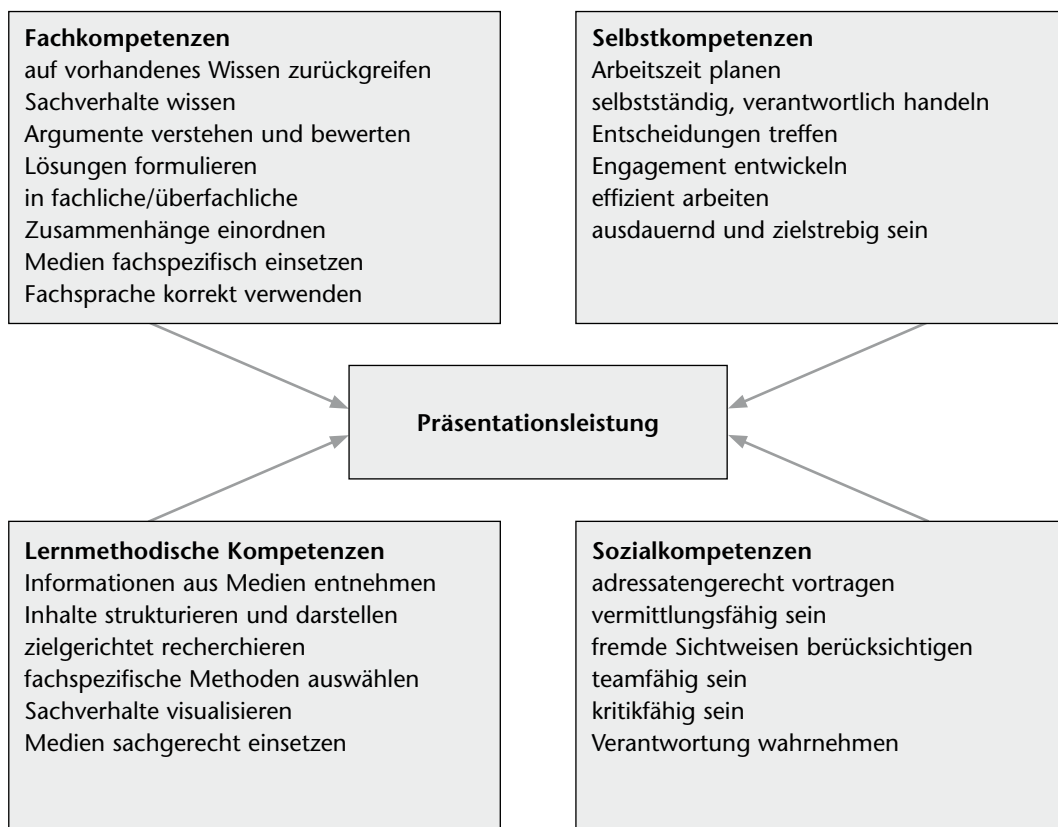 Fachkompetenzen
auf vorhandenes Wissen zurückgreifen
Sachverhalte wissen
Argumente verstehen und bewerten
Lösungen formulieren
in fachliche/überfachliche
Zusammenhänge einordnen
Medien fachspezifisch einsetzen
Fachsprache korrekt verwenden
Selbstkompetenzen
Arbeitszeit planen
selbstständig, verantwortlich handeln
Entscheidungen treffen
Engagement entwickeln
effizient arbeiten
ausdauernd und zielstrebig sein
Präsentationsleistung
Lernmethodische Kompetenzen
Informationen aus Medien entnehmen
Inhalte strukturieren und darstellen
zielgerichtet recherchieren
fachspezifische Methoden auswählen
Sachverhalte visualisieren
Medien sachgerecht einsetzen
Sozialkompetenzen
adressatengerecht vortragen
vermittlungsfähig sein
fremde Sichtweisen berücksichtigen
teamfähig sein
kritikfähig sein
Verantwortung wahrnehmen